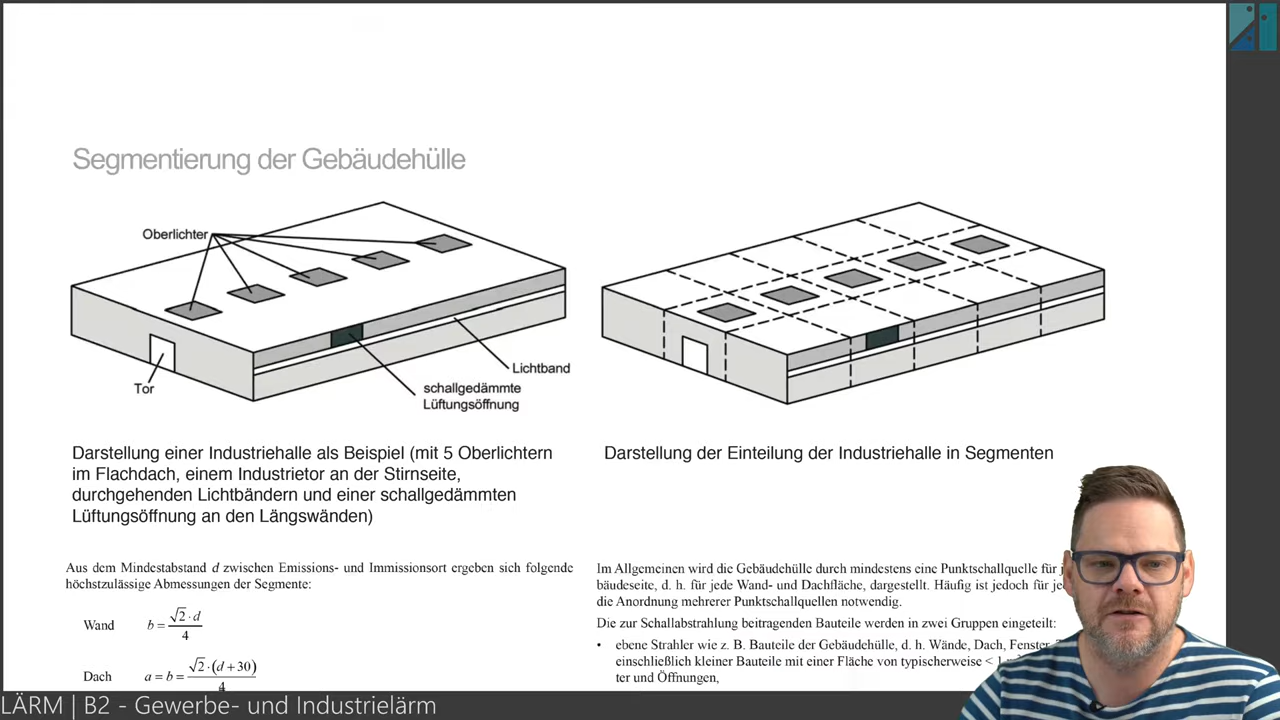 Segmentierung der Gebäudehülle
Oberlichter
Tor
Lichtband
schallgedämmte
Lüftungsöffnung
Darstellung einer Industriehalle als Beispiel (mit 5 Oberlichtern
im Flachdach, einem Industrietor an der Stirnseite,
durchgehenden Lichtbändern und einer schallgedämmten
Lüftungsöffnung an den Längswänden)
Darstellung der Einteilung der Industriehalle in Segmenten
Aus dem Mindestabstand d zwischen Emissions- und Immissionsort ergeben sich folgende
höchstzulässige Abmessungen der Segmente:
Wand b = √2·d / 4
Dach a = b = √2·(d+30) / 4
Im Allgemeinen wird die Gebäudehülle durch mindestens eine Punktschallquelle für
bäudeseite, d. h. für jede Wand- und Dachfläche, dargestellt. Häufig ist jedoch für
die Anordnung mehrerer Punktschallquellen notwendig.
Die zur Schallabstrahlung beitragenden Bauteile werden in zwei Gruppen eingeteilt:
• ebene Strahler wie z. B. Bauteile der Gebäudehülle, d. h. Wände, Dach, Fenster,
einschließlich kleiner Bauteile mit einer Fläche von typischerweise < 1
ter und Öffnungen,
LÄRM | B2 - Gewerbe- und Industrielärm